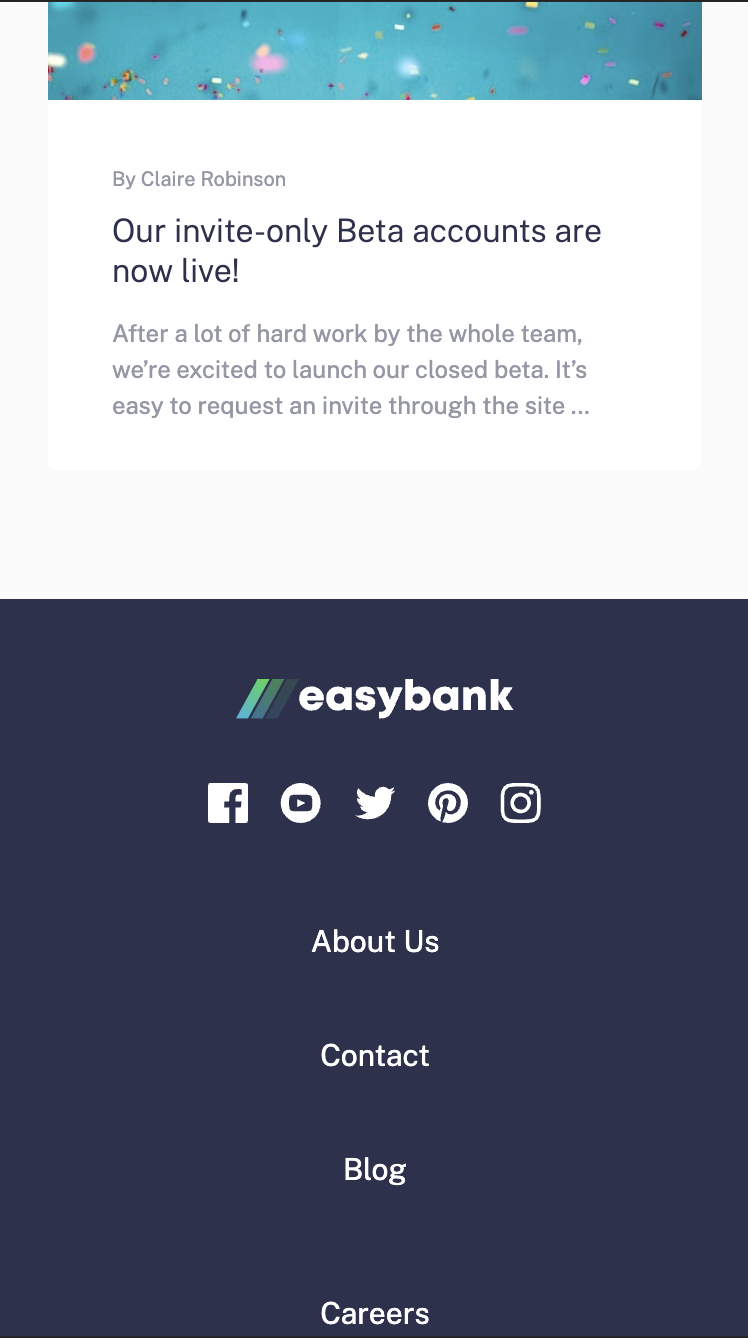 By Claire Robinson
Our invite-only Beta accounts are
now live!
After a lot of hard work by the whole team,
we’re excited to launch our closed beta. It’s
easy to request an invite through the site ...
easybank
About Us
Contact
Blog
Careers